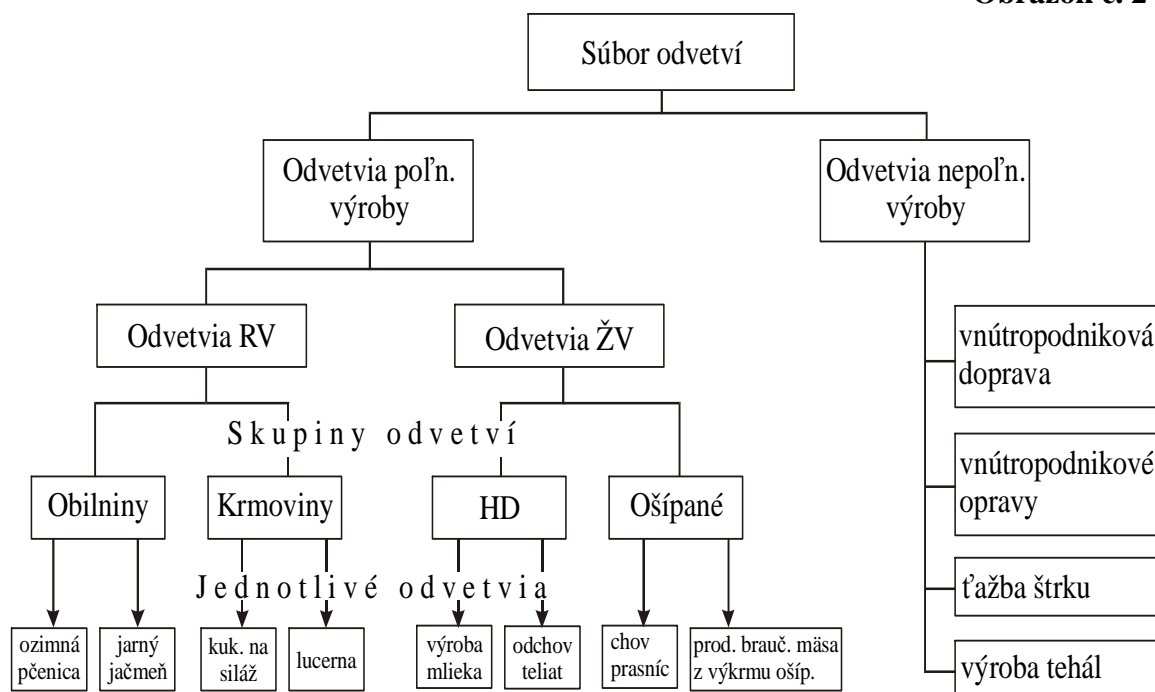 Obrázok č. 2
Súbor odvetví
Odvetvia poľn.
výroby
Odvetvia nepoľn.
výroby
Odvetvia RV
Odvetvia ŽV
vnútropodniková
doprava
Skupiny odvetví
vnútropodnikové
opravy
Obilniny
Krmoviny
HD
Ošípané
Jednotlivé odvetvia
ťažba štrku
ozimná
pčenica
jarný
jačmeň
kuk. na
siláž
lucerna
výroba
mlieka
odchov
teliat
chov
prasníc
prod. brauč. mäsa
z výkrmu ošíp.
výroba tehál